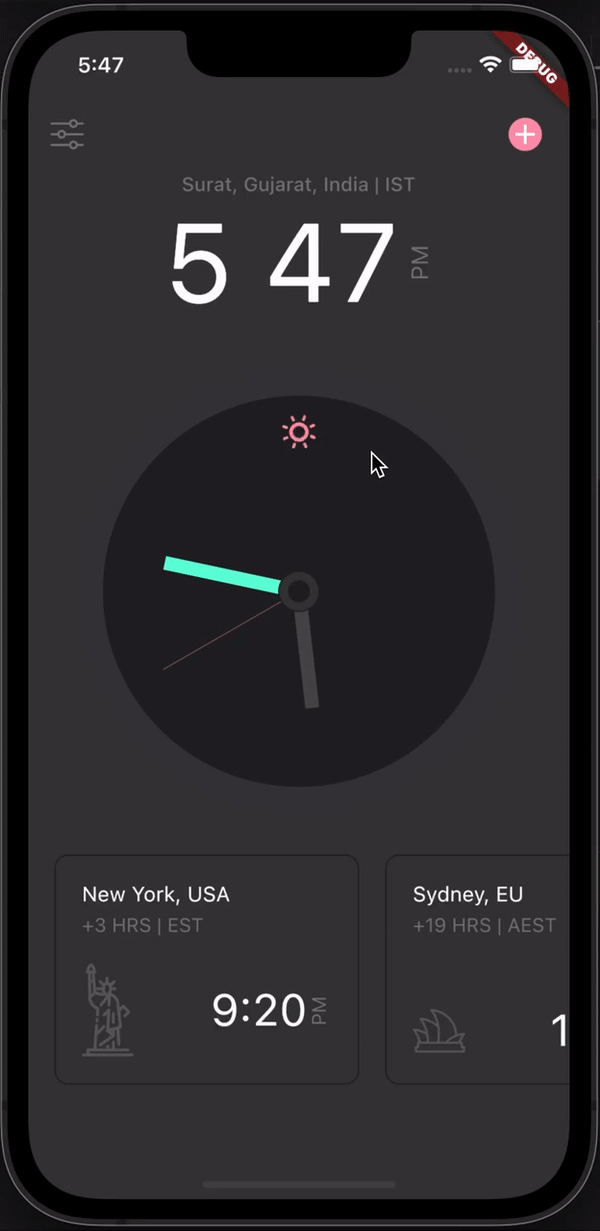 5:47
DEBUG
Surat, Gujarat, India | IST
5 47 PM
New York, USA
+3 HRS | EST
9:20 PM
Sydney, EU
+19 HRS | AEST
1